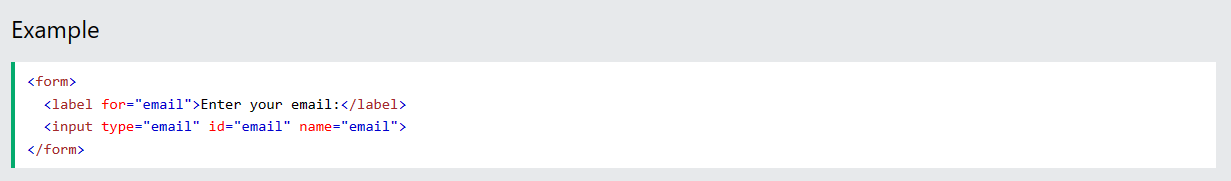 Example
<form>
  <label for="email">Enter your email:</label>
  <input type="email" id="email" name="email">
</form>